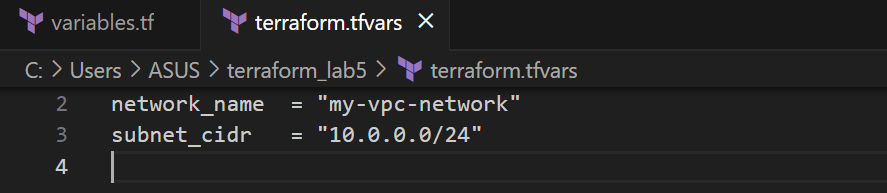 variables.tf terraform.tfvars ×
C: > Users > ASUS > terraform_lab5 > terraform.tfvars
2 network_name = "my-vpc-network"
3 subnet_cidr = "10.0.0.0/24"
4